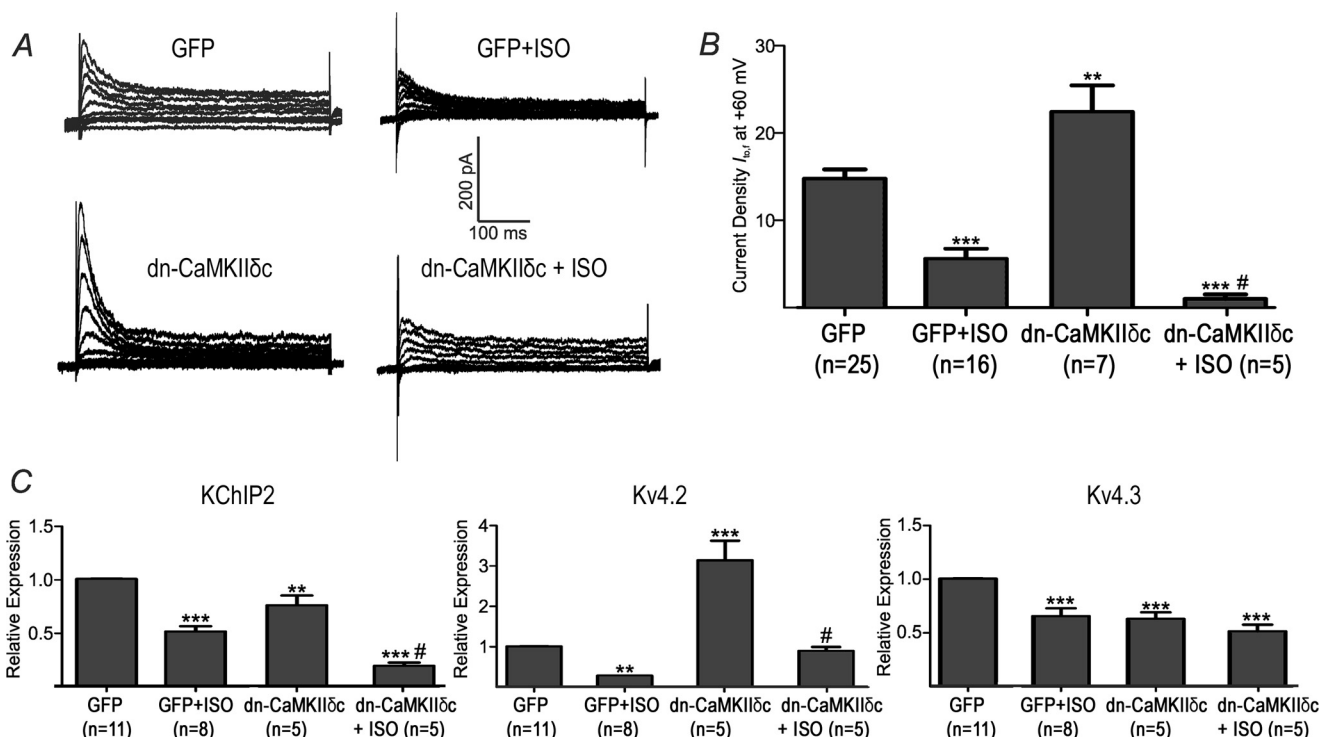 A
GFP
GFP+ISO
200 pA
100 ms
dn-CaMKIIδc
dn-CaMKIIδc + ISO
B
Current Density Ito,f at +60 mV
30
20
10
**
***
*** #
GFP
(n=25)
GFP+ISO
(n=16)
dn-CaMKIIδc
(n=7)
dn-CaMKIIδc
+ ISO (n=5)
C
KChIP2
Relative Expression
1.5
1.0
0.5
***
**
*** #
GFP
(n=11)
GFP+ISO
(n=8)
dn-CaMKIIδc
(n=5)
dn-CaMKIIδc
+ ISO (n=5)
Kv4.2
Relative Expression
4
3
2
1
**
***
#
GFP
(n=11)
GFP+ISO
(n=8)
dn-CaMKIIδc
(n=5)
dn-CaMKIIδc
+ ISO (n=5)
Kv4.3
Relative Expression
1.5
1.0
0.5
***
***
***
GFP
(n=11)
GFP+ISO
(n=8)
dn-CaMKIIδc
(n=5)
dn-CaMKIIδc
+ ISO (n=5)